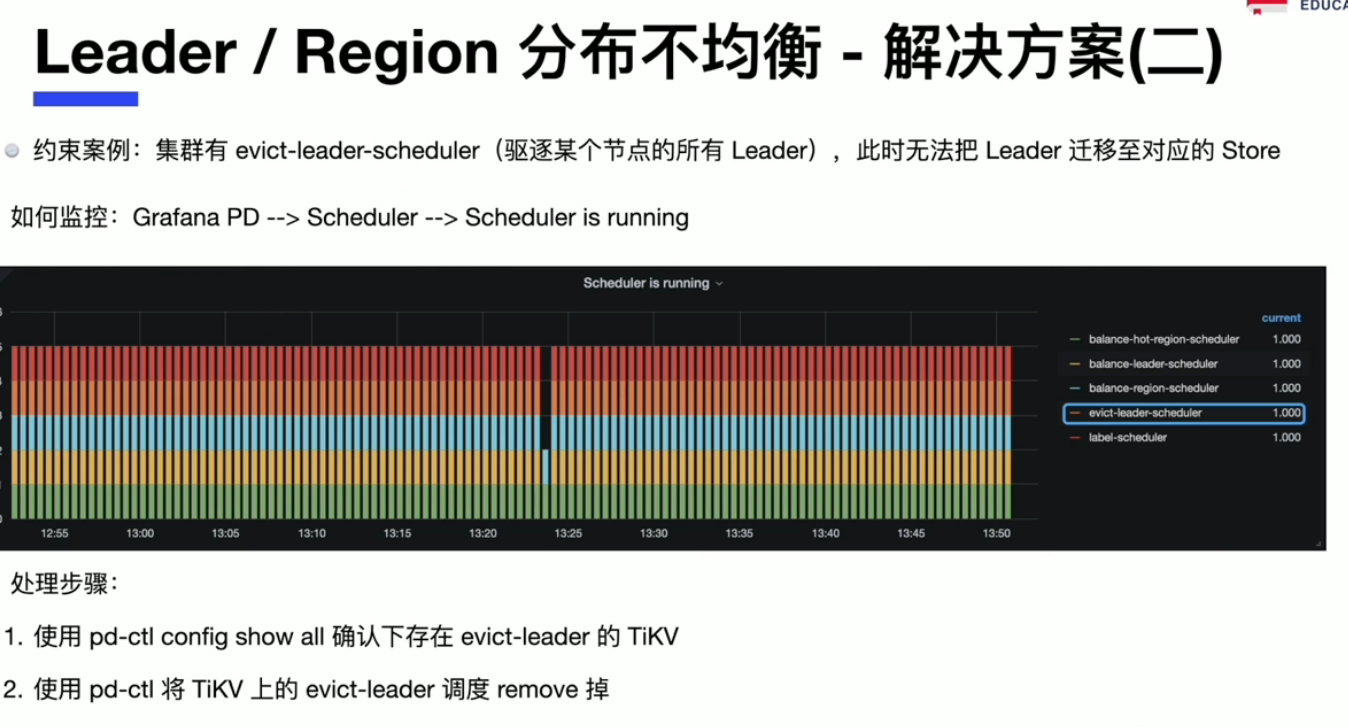 EDUCA
Leader / Region 分布不均衡 - 解决方案(二)
约束案例：集群有 evict-leader-scheduler（驱逐某个节点的所有 Leader），此时无法把 Leader 迁移至对应的 Store
如何监控：Grafana PD --> Scheduler --> Scheduler is running
Scheduler is running
current
balance-hot-region-scheduler 1.000
balance-leader-scheduler 1.000
balance-region-scheduler 1.000
evict-leader-scheduler 1.000
label-scheduler 1.000
12:55 13:00 13:05 13:10 13:15 13:20 13:25 13:30 13:35 13:40 13:45 13:50
处理步骤：
1. 使用 pd-ctl config show all 确认下存在 evict-leader 的 TiKV
2. 使用 pd-ctl 将 TiKV 上的 evict-leader 调度 remove 掉